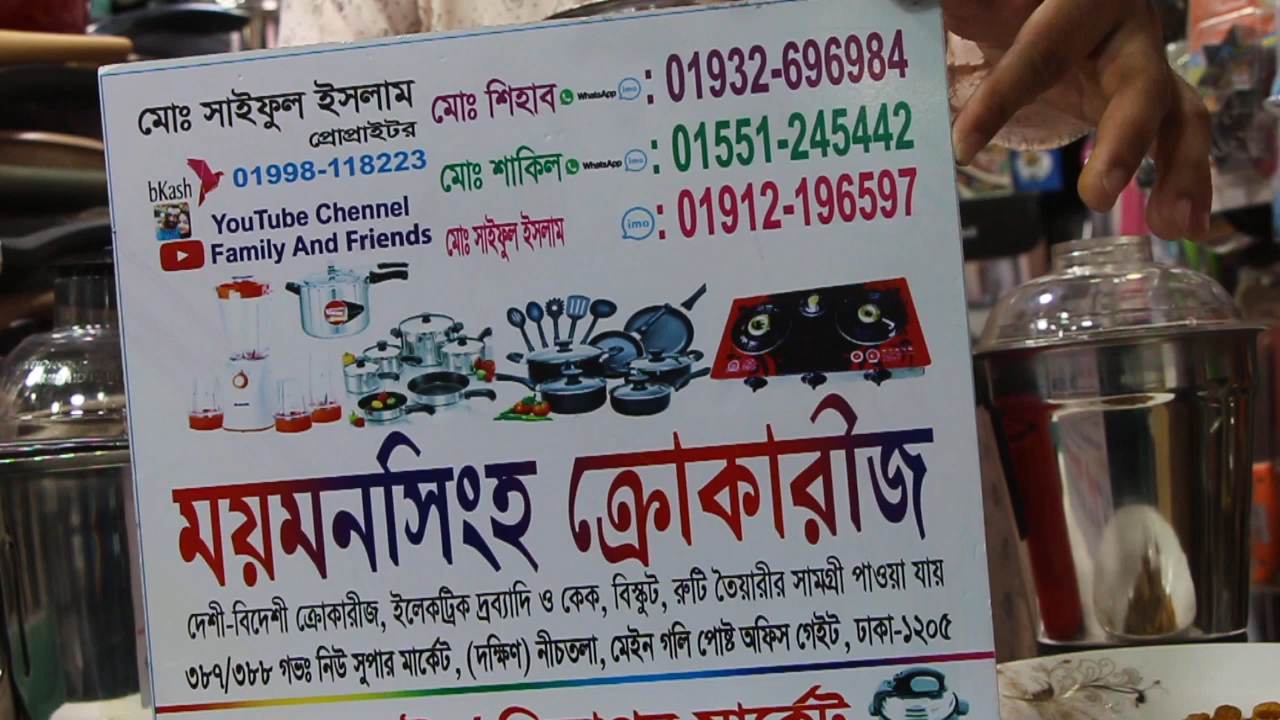 মোঃ সাইফুল ইসলাম
প্রোপ্রাইটর
bKash 01998-118223
YouTube Chennel
Family And Friends
মোঃ শিহাব WhatsApp imo : 01932-696984
মোঃ শাকিল WhatsApp imo : 01551-245442
মোঃ সাইফুল ইসলাম imo : 01912-196597
ময়মনসিংহ ক্রোকারীজ
দেশী-বিদেশী ক্রোকারীজ, ইলেকট্রিক দ্রব্যাদি ও কেক, বিস্কুট, রুটি তৈয়ারীর সামগ্রী পাওয়া যায়
৩৮৭/৩৮৮ গভঃ নিউ সুপার মার্কেট, (দক্ষিণ) নীচতলা, মেইন গলি পোষ্ট অফিস গেইট, ঢাকা-১২০৫
মার্কেট